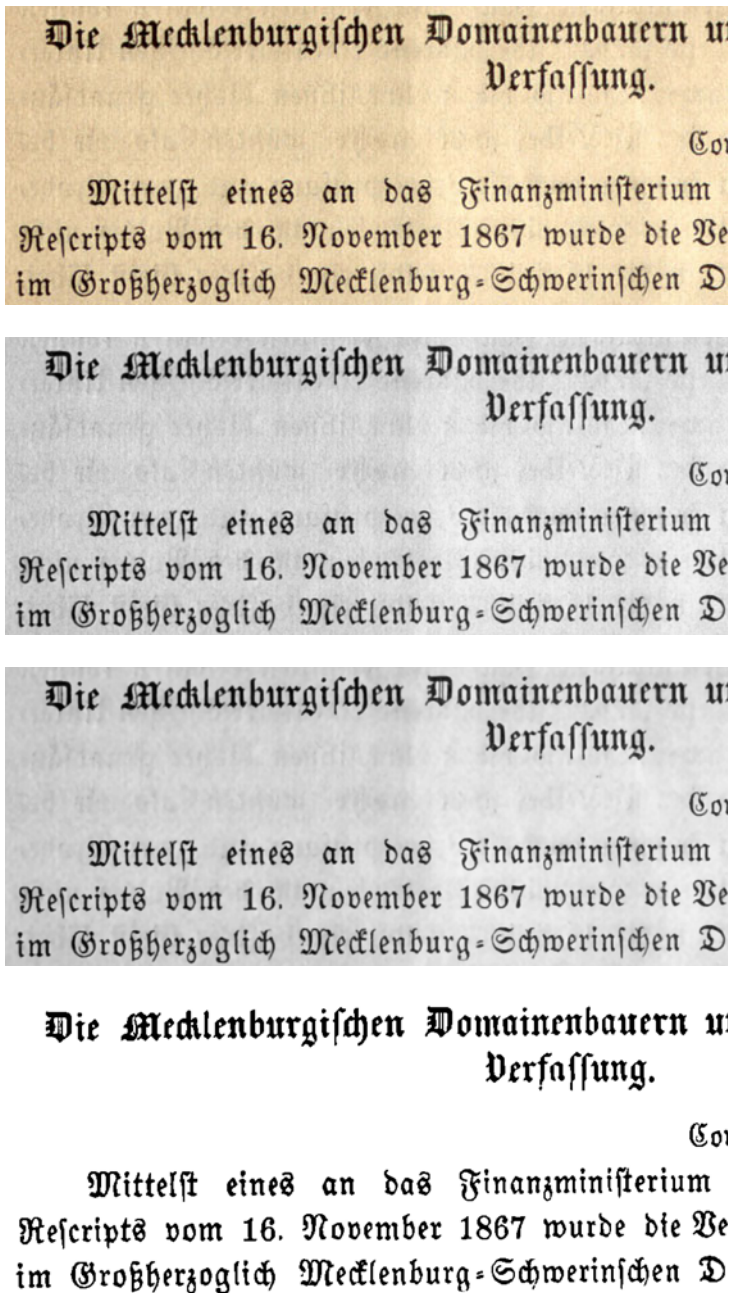 Die Mecklenburgischen Domainenbauern
Verfassung.
Mittelst eines an das Finanzministerium
Rescripts vom 16. November 1867 wurde die
im Großherzoglich Mecklenburg-Schwerinschen
Die Mecklenburgischen Domainenbauern
Verfassung.
Mittelst eines an das Finanzministerium
Rescripts vom 16. November 1867 wurde die
im Großherzoglich Mecklenburg-Schwerinschen
Die Mecklenburgischen Domainenbauern
Verfassung.
Mittelst eines an das Finanzministerium
Rescripts vom 16. November 1867 wurde die
im Großherzoglich Mecklenburg-Schwerinschen
Die Mecklenburgischen Domainenbauern
Verfassung.
Mittelst eines an das Finanzministerium
Rescripts vom 16. November 1867 wurde die
im Großherzoglich Mecklenburg-Schwerinschen